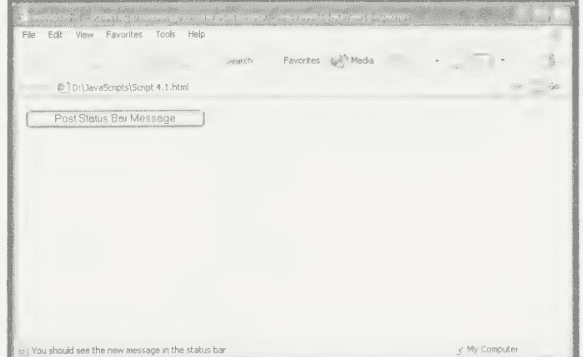 File Edit View Favorites Tools Help
Search Favorites Media
D:\JavaScripts\Script 4.1.html Go
Post Status Bar Message
You should see the new message in the status bar My Computer